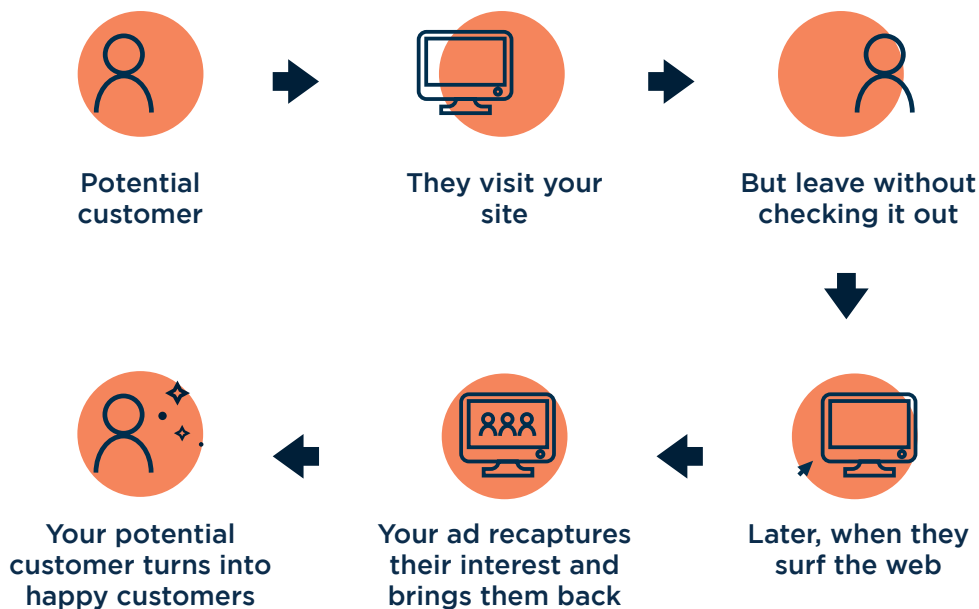 Potential
customer
They visit your
site
But leave without
checking it out
Later, when they
surf the web
Your ad recaptures
their interest and
brings them back
Your potential
customer turns into
happy customers